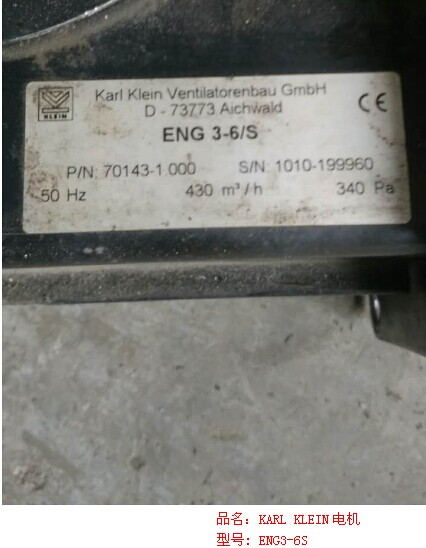 KLEIN
Karl Klein Ventilatorenbau GmbH
D - 73773 Aichwald
CE
ENG 3-6/S
P/N: 70143-1.000 S/N: 1010-199960
50 Hz 430 m³/h 340 Pa
品名：KARL KLEIN电机
型号：ENG3-6S